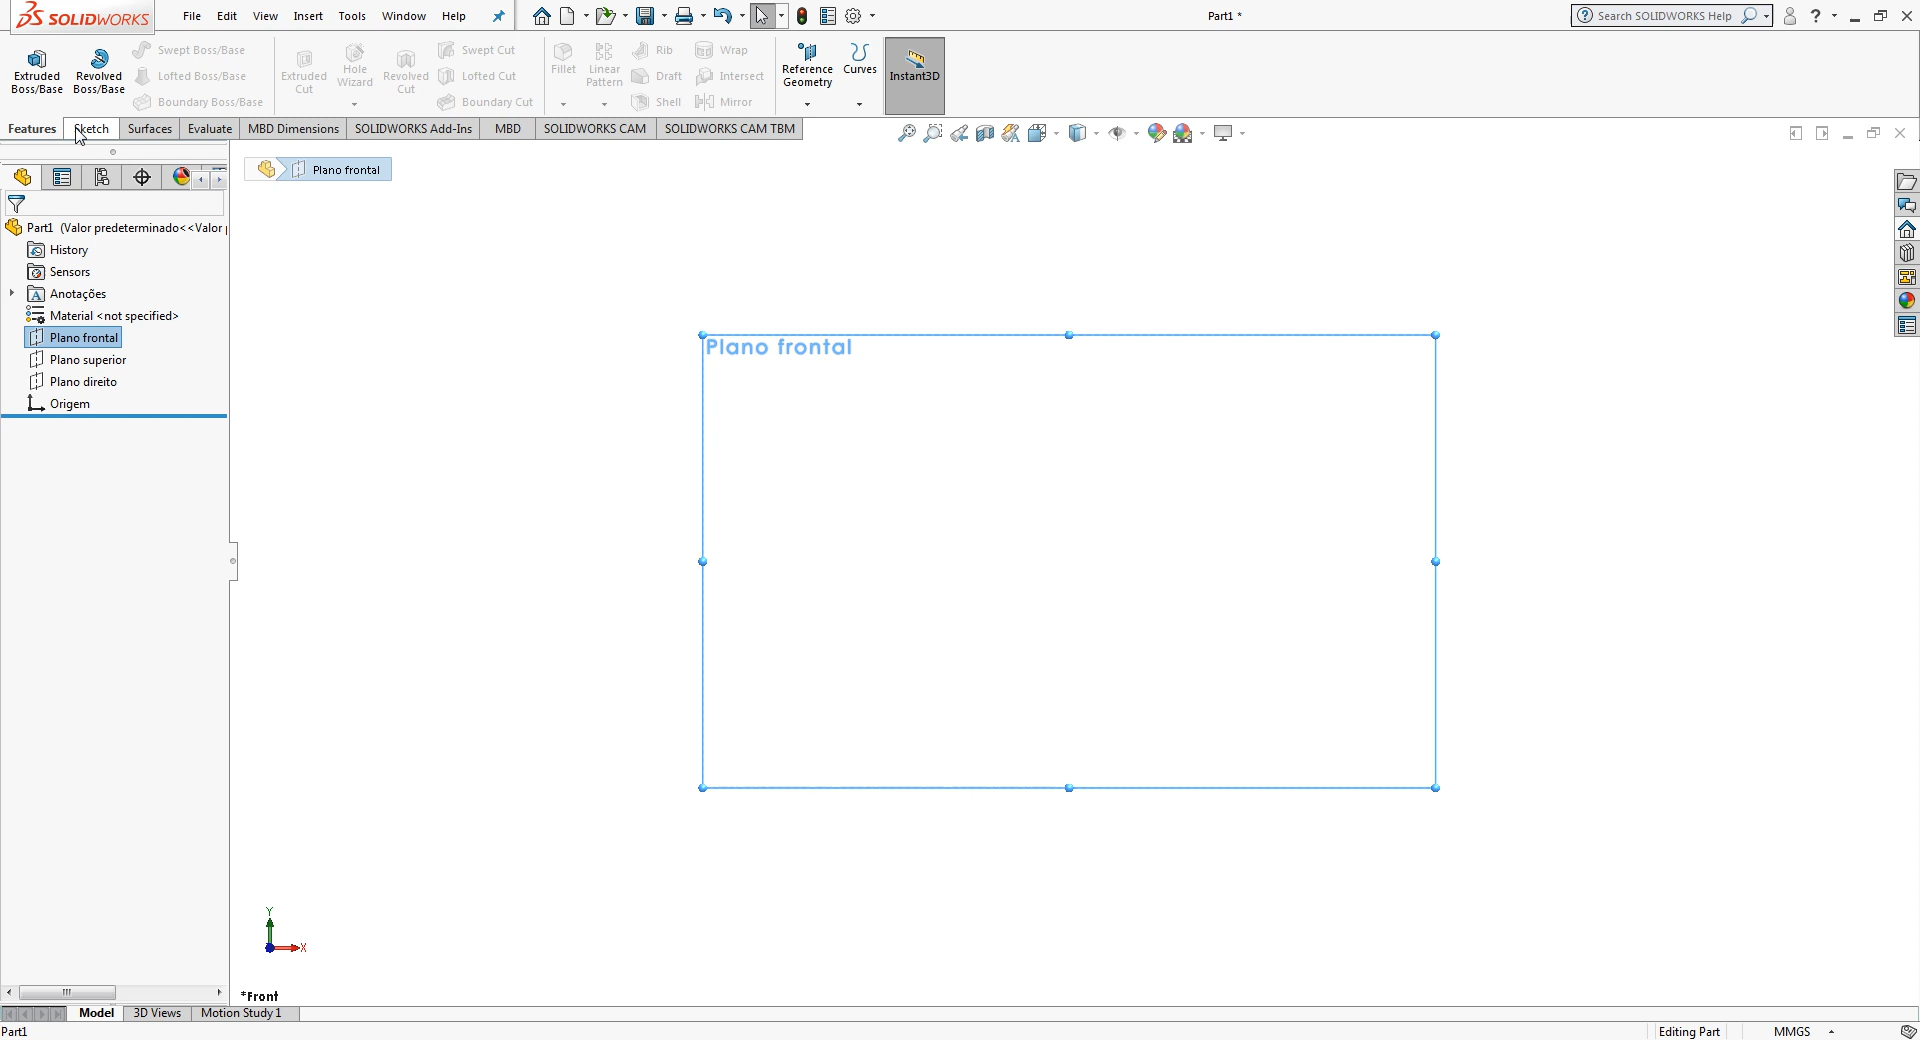 SOLIDWORKS
File Edit View Insert Tools Window Help
Part1 *
Search SOLIDWORKS Help
Extruded Boss/Base
Revolved Boss/Base
Swept Boss/Base
Lofted Boss/Base
Boundary Boss/Base
Extruded Cut
Hole Wizard
Revolved Cut
Swept Cut
Lofted Cut
Boundary Cut
Fillet
Linear Pattern
Rib
Draft
Shell
Wrap
Intersect
Mirror
Reference Geometry
Curves
Instant3D
Features Sketch Surfaces Evaluate MBD Dimensions SOLIDWORKS Add-Ins MBD SOLIDWORKS CAM SOLIDWORKS CAM TBM
Plano frontal
Part1 (Valor predeterminado<<Valor
History
Sensors
Anotações
Material <not specified>
Plano frontal
Plano superior
Plano direito
Origem
Plano frontal
Y
X
*Front
Model 3D Views Motion Study 1
Part1
Editing Part
MMGS